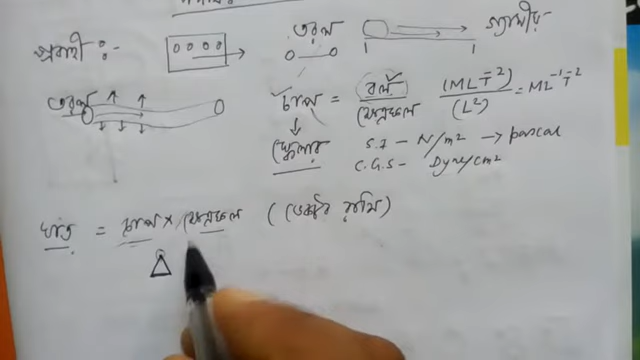 প্রবাহী :-
তরল
গ্যাসীয়
তরল
চাপ = বল / ক্ষেত্রফল (MLT⁻²) / (L²) = ML⁻¹T⁻²
↓
স্কেলার
S.I - N/m² → pascal
C.G.S - Dyne/cm²
ঘাত = চাপ × ক্ষেত্রফল (ভেক্টর রাশি)